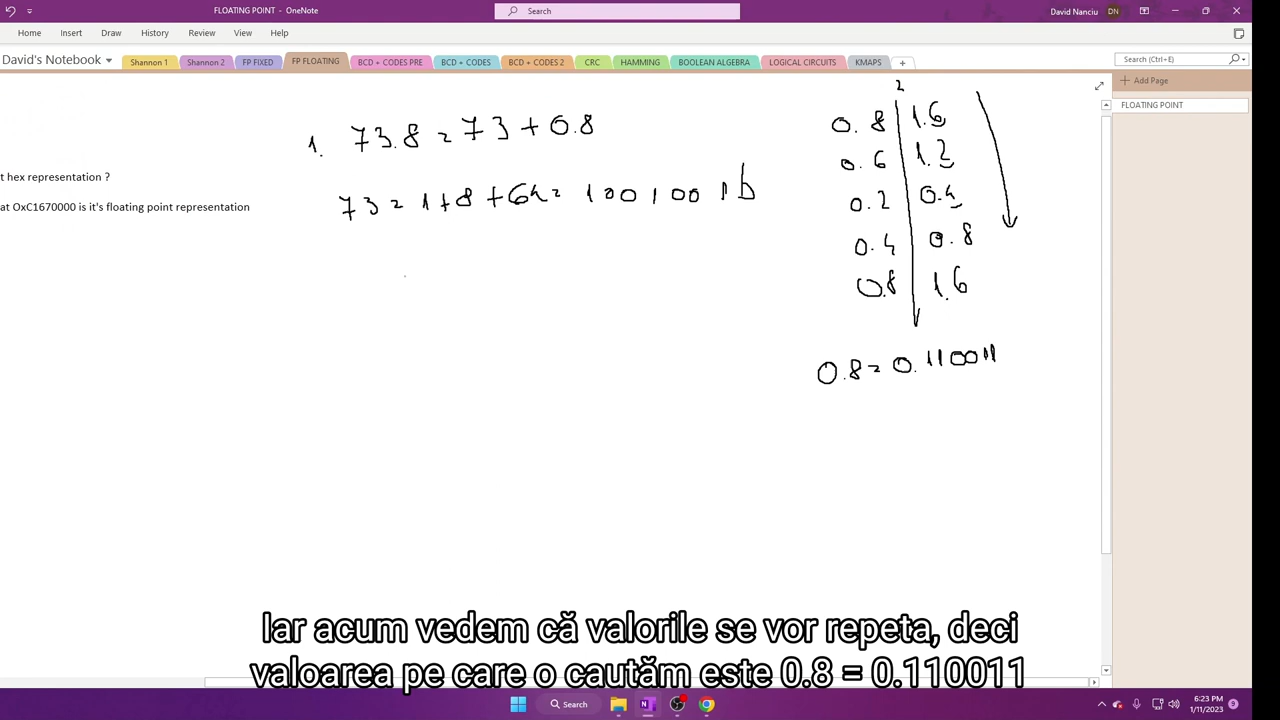 FLOATING POINT - OneNote
Search
David Nanciu
DN
Home Insert Draw History Review View Help
David's Notebook
Shannon 1 Shannon 2 FP FIXED FP FLOATING BCD + CODES PRE BCD + CODES BCD + CODES 2 CRC HAMMING BOOLEAN ALGEBRA LOGICAL CIRCUITS KMAPS
Search (Ctrl+E)
Add Page
FLOATING POINT
t hex representation ?
at OxC1670000 is it's floating point representation
1. 73.8 = 73 + 0.8
73 = 1+8 +64 = 1001001b
2
0.8 1.6
0.6 1.2
0.2 0.4
0.4 0.8
0.8 1.6
0.8 = 0.110011
Iar acum vedem că valorile se vor repeta, deci
valoarea pe care o căutăm este 0.8 = 0.110011
Search
6:23 PM
1/11/2023